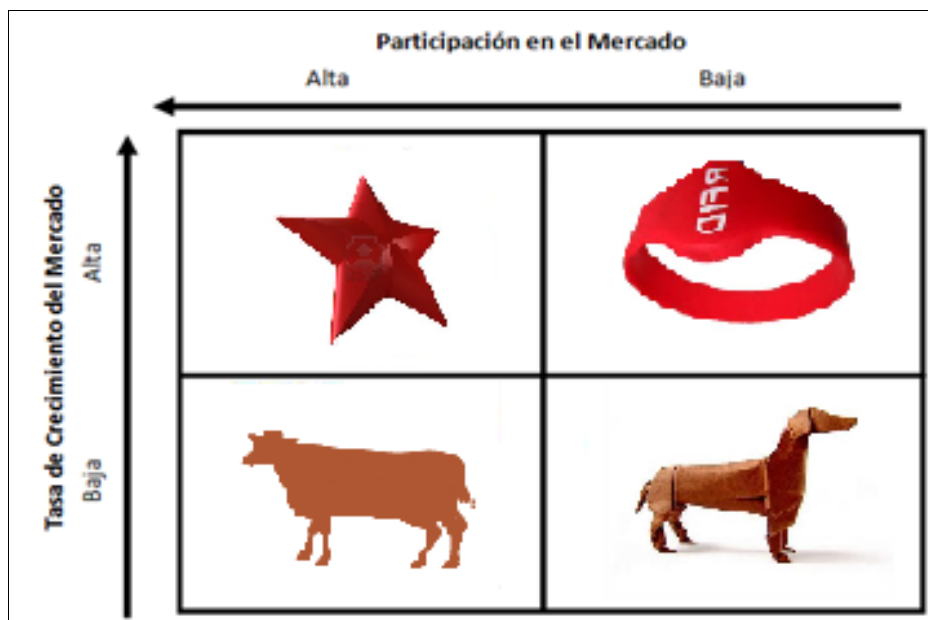 Participación en el Mercado
Alta Baja
Tasa de Crecimiento del Mercado
Alta
Baja
RFID